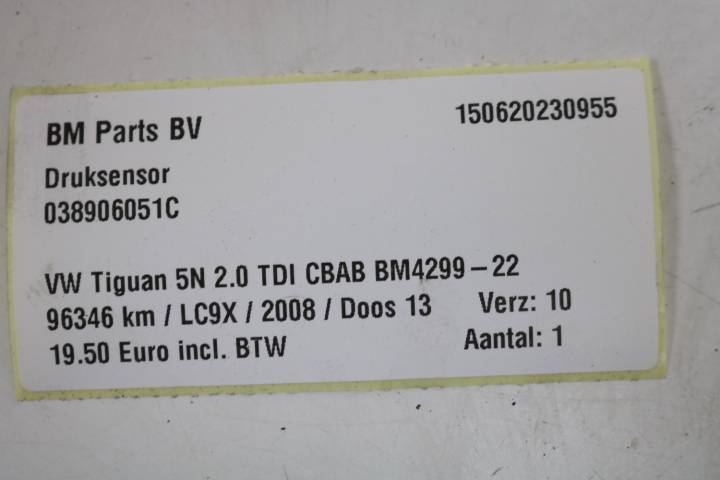 BM Parts BV 150620230955
Druksensor
038906051C
VW Tiguan 5N 2.0 TDI CBAB BM4299-22
96346 km / LC9X / 2008 / Doos 13 Verz: 10
19.50 Euro incl. BTW Aantal: 1